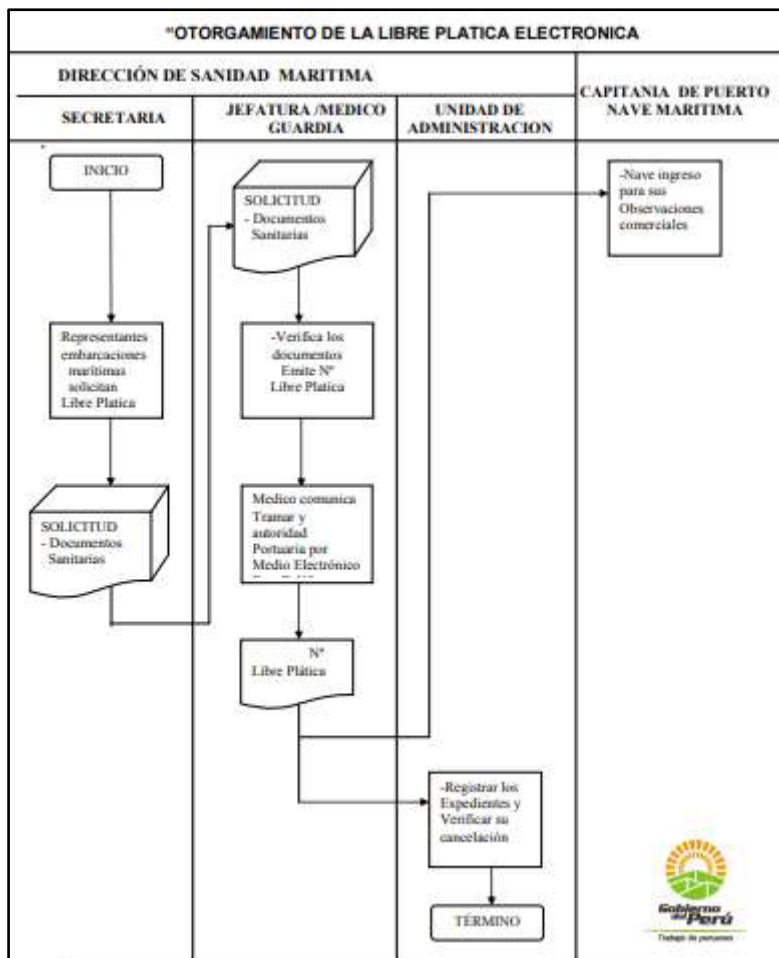 "OTORGAMIENTO DE LA LIBRE PLATICA ELECTRONICA
DIRECCIÓN DE SANIDAD MARITIMA
CAPITANIA DE PUERTO
NAVE MARITIMA
SECRETARIA
JEFATURA /MEDICO
GUARDIA
UNIDAD DE
ADMINISTRACION
INICIO
Representantes
embarcaciones
marítimas
solicitan
Libre Platica
SOLICITUD
- Documentos
Sanitarias
SOLICITUD
- Documentos
Sanitarias
-Verifica los
documentos
Emite Nº
Libre Platica
Medico comunica
Tramar y
autoridad
Portuaria por
Medio Electrónico
Nº
Libre Plática
-Registrar los
Expedientes y
Verificar su
cancelación
TÉRMINO
-Nave ingreso
para sus
Observaciones
comerciales
Gobierno
del Perú
Trabajo de peruanos